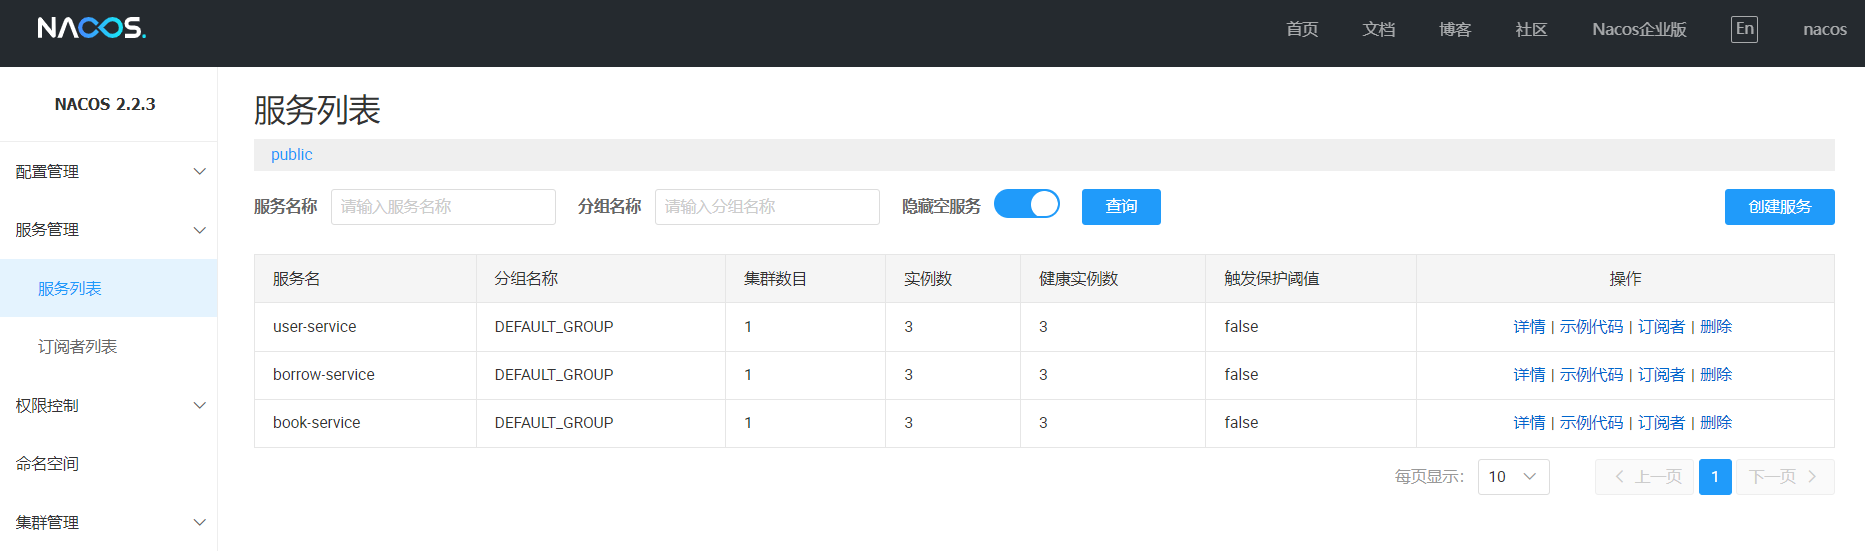 NACOS.
首页 文档 博客 社区 Nacos企业版 En nacos
NACOS 2.2.3
配置管理
服务管理
服务列表
订阅者列表
权限控制
命名空间
集群管理
服务列表
public
服务名称 请输入服务名称 分组名称 请输入分组名称 隐藏空服务 查询 创建服务
服务名 分组名称 集群数目 实例数 健康实例数 触发保护阈值 操作
user-service DEFAULT_GROUP 1 3 3 false 详情 | 示例代码 | 订阅者 | 删除
borrow-service DEFAULT_GROUP 1 3 3 false 详情 | 示例代码 | 订阅者 | 删除
book-service DEFAULT_GROUP 1 3 3 false 详情 | 示例代码 | 订阅者 | 删除
每页显示: 10 上一页 1 下一页